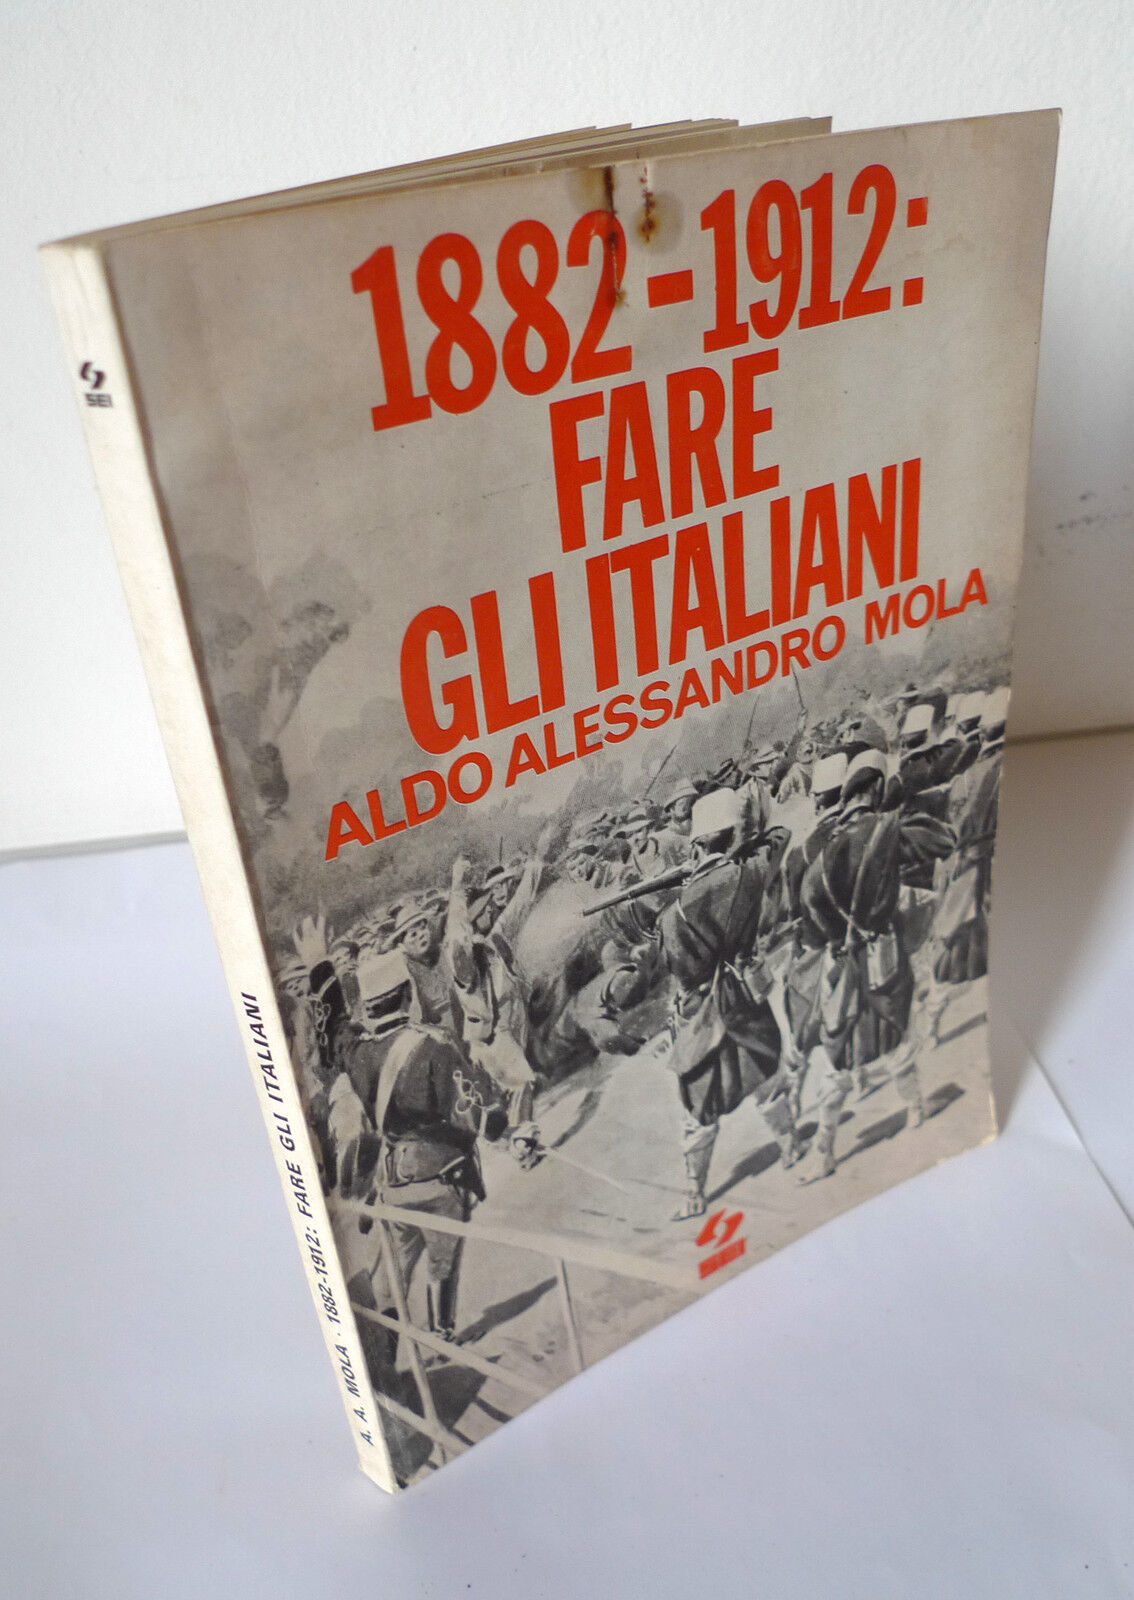 1882-1912:
FARE
GLI ITALIANI
ALDO ALESSANDRO MOLA
SEI
A. A. MOLA · 1882-1912: FARE GLI ITALIANI